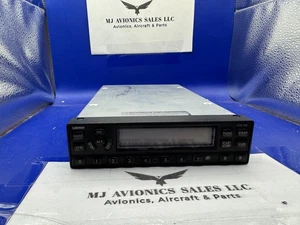 MJ AVIONICS SALES LLC
Avionics, Aircraft & Parts
MJ AVIONICS SALES LLC.
Avionics, Aircraft & Parts